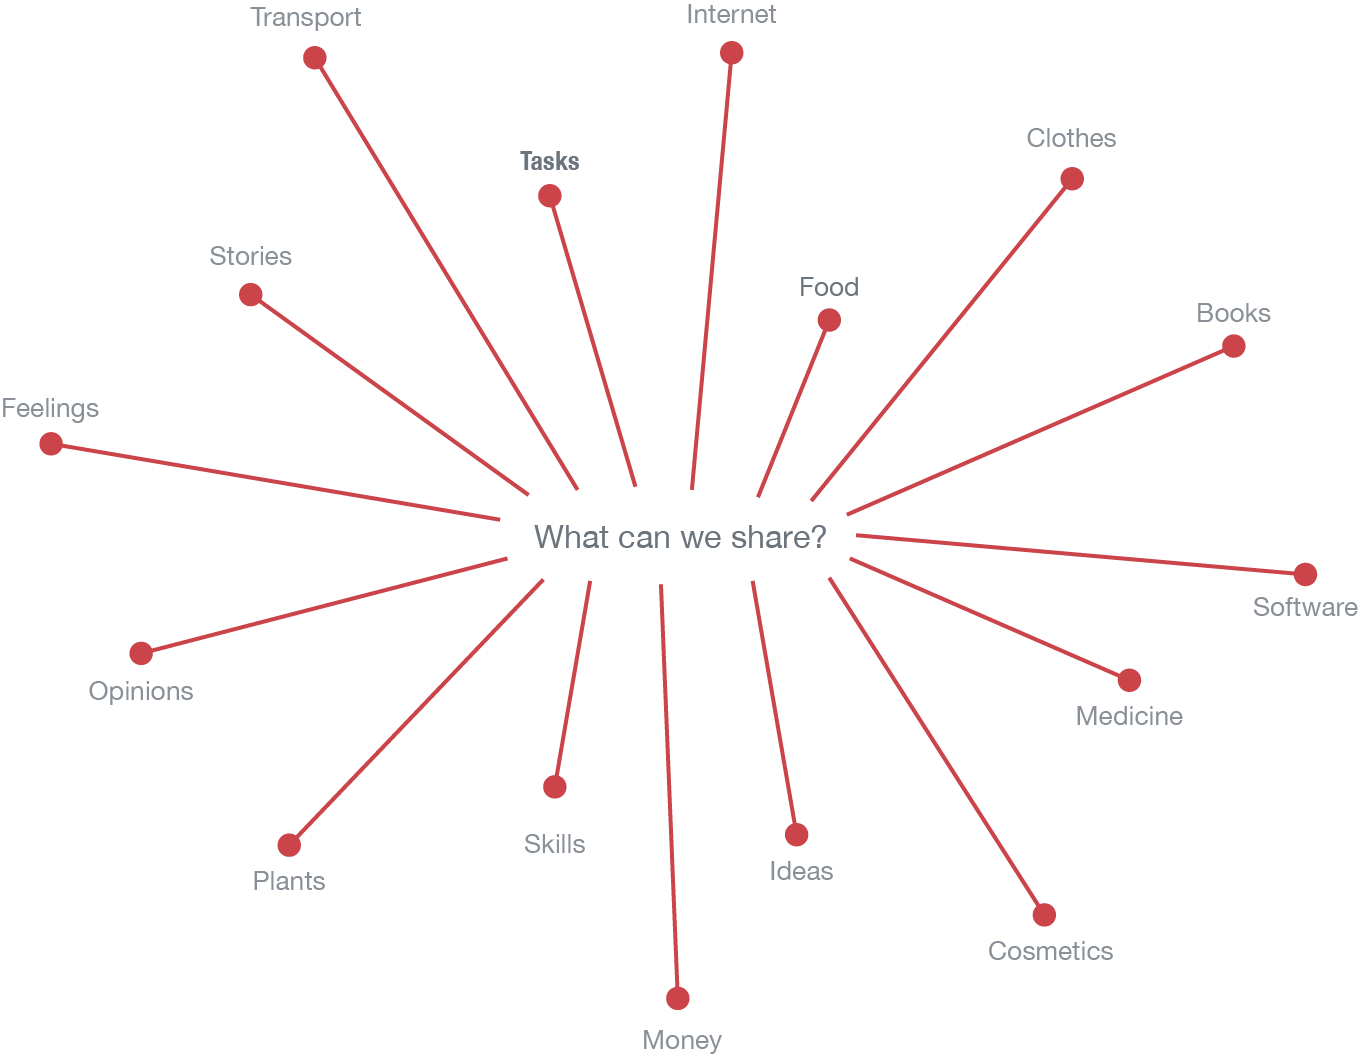 Transport
Internet
Clothes
Tasks
Stories
Food
Books
Feelings
What can we share?
Software
Opinions
Medicine
Skills
Plants
Ideas
Cosmetics
Money